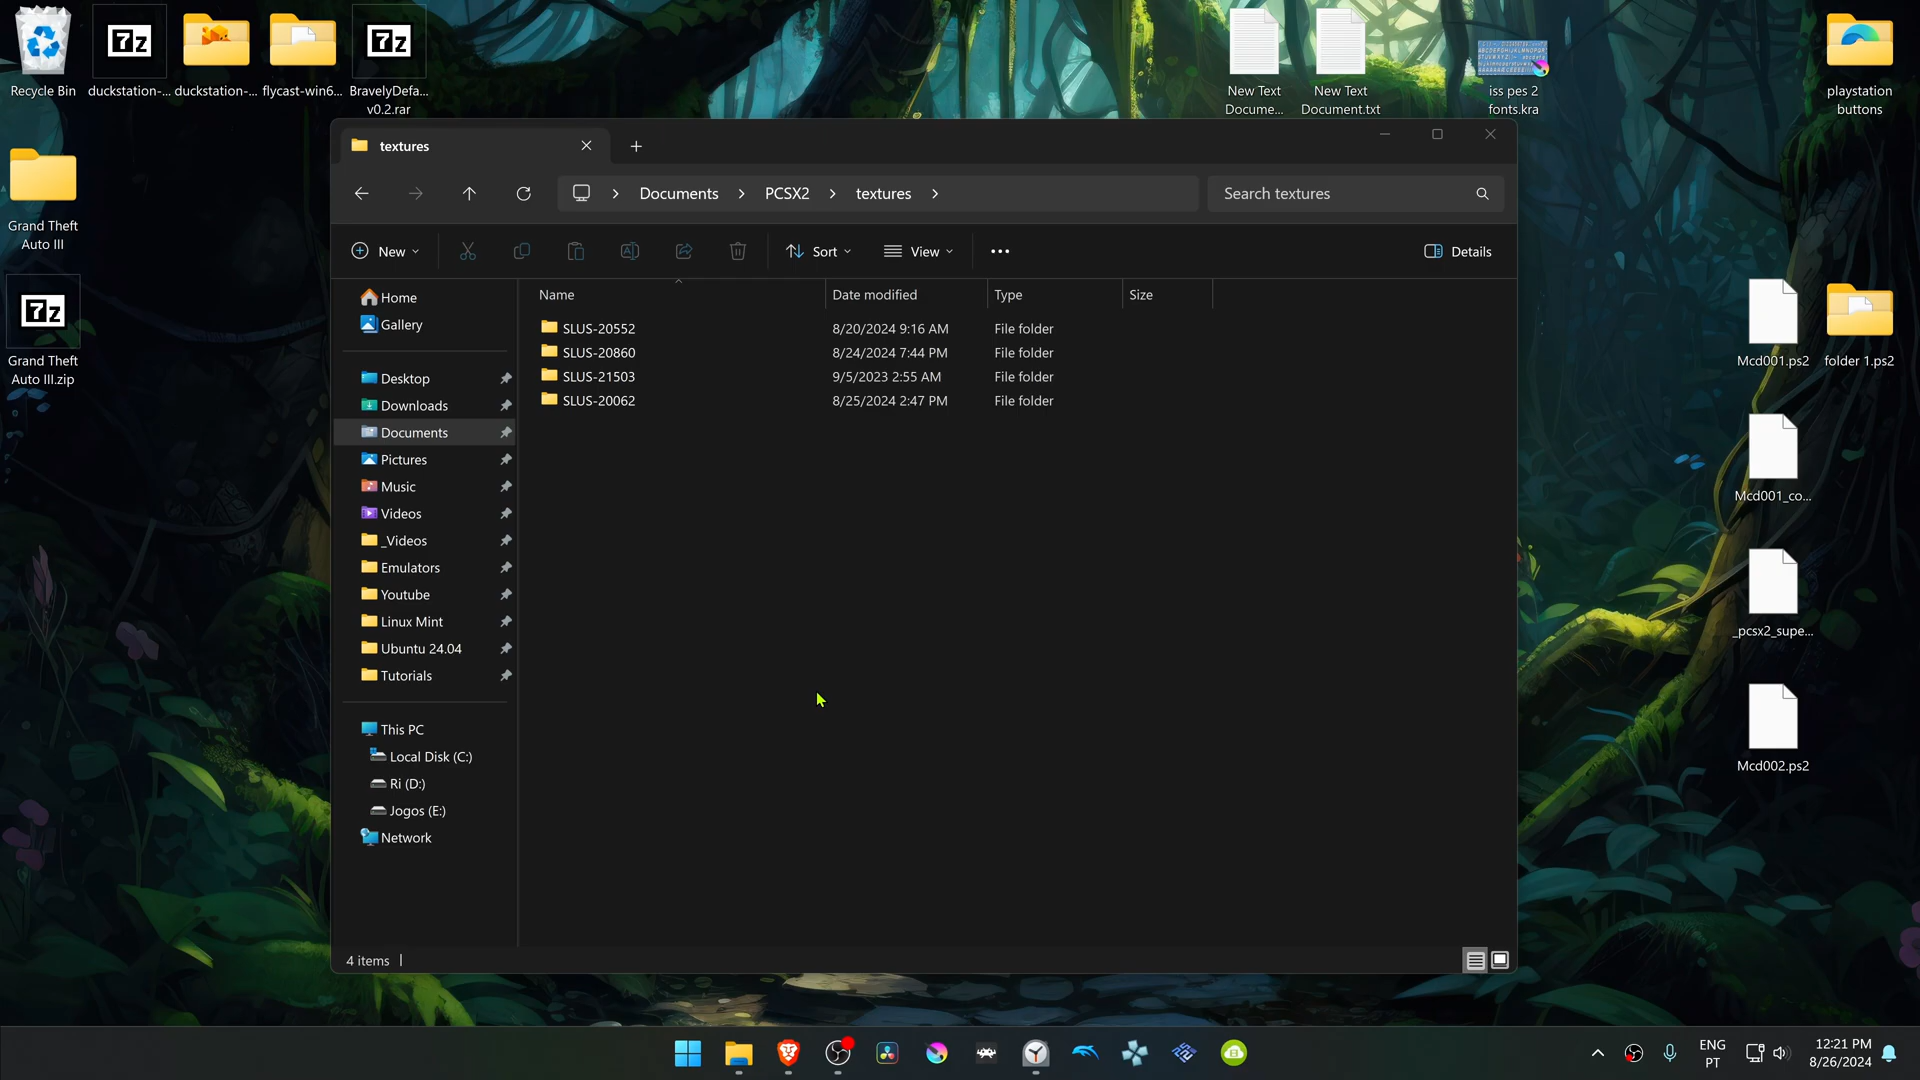 Recycle Bin
duckstation-...
duckstation-...
flycast-win6...
BravelyDefa...
v0.2.rar
New Text
Docume...
New Text
Document.txt
iss pes 2
fonts.kra
playstation
buttons
7z
7z
Grand Theft
Auto III
7z
Grand Theft
Auto III.zip
textures
Documents
PCSX2
textures
Search textures
New
Sort
View
Details
Home
Gallery
Desktop
Downloads
Documents
Pictures
Music
Videos
_Videos
Emulators
Youtube
Linux Mint
Ubuntu 24.04
Tutorials
This PC
Local Disk (C:)
Ri (D:)
Jogos (E:)
Network
Name Date modified Type Size
SLUS-20552 8/20/2024 9:16 AM File folder
SLUS-20860 8/24/2024 7:44 PM File folder
SLUS-21503 9/5/2023 2:55 AM File folder
SLUS-20062 8/25/2024 2:47 PM File folder
4 items
Mcd001.ps2
folder 1.ps2
Mcd001_co...
_pcsx2_supe...
Mcd002.ps2
ENG
PT
12:21 PM
8/26/2024